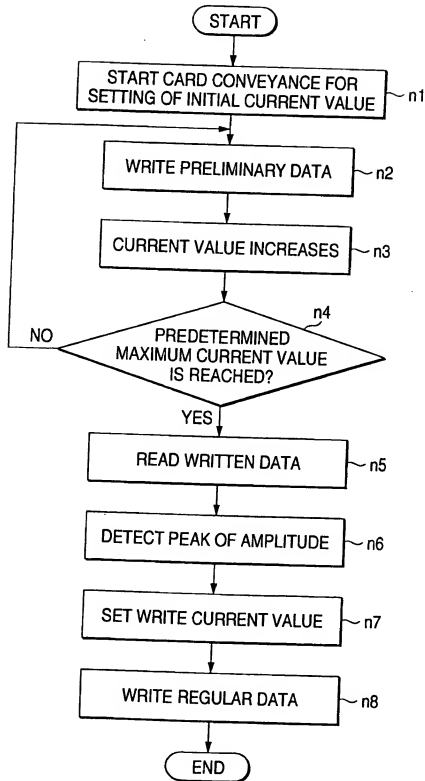 START
START CARD CONVEYANCE FOR
SETTING OF INITIAL CURRENT VALUE
n1
WRITE PRELIMINARY DATA
n2
CURRENT VALUE INCREASES
n3
n4
PREDETERMINED
MAXIMUM CURRENT VALUE
IS REACHED?
NO
YES
READ WRITTEN DATA
n5
DETECT PEAK OF AMPLITUDE
n6
SET WRITE CURRENT VALUE
n7
WRITE REGULAR DATA
n8
END